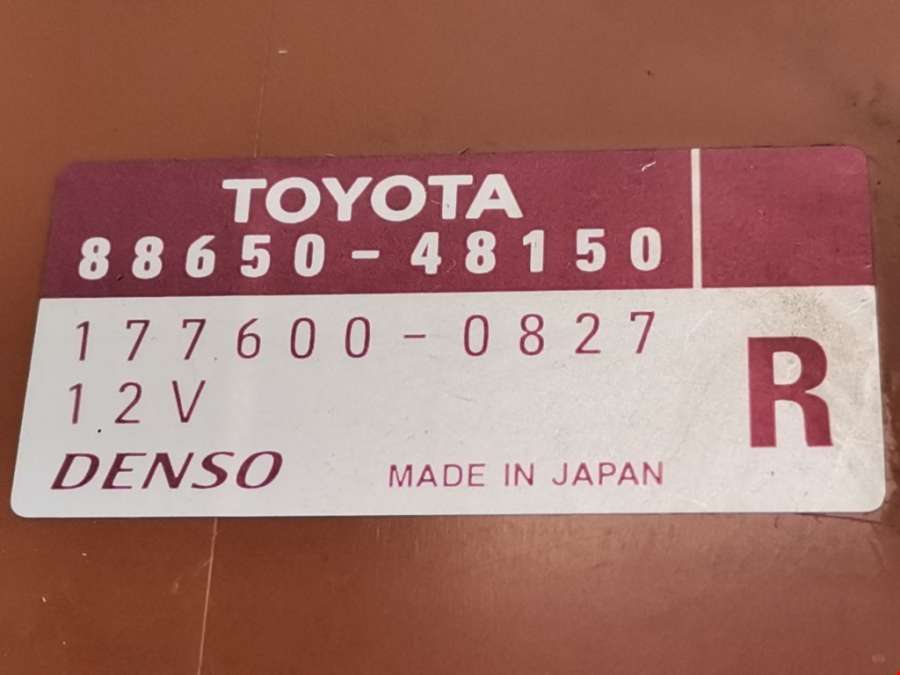 TOYOTA
88650-48150
177600-0827
12V
R
DENSO
MADE IN JAPAN